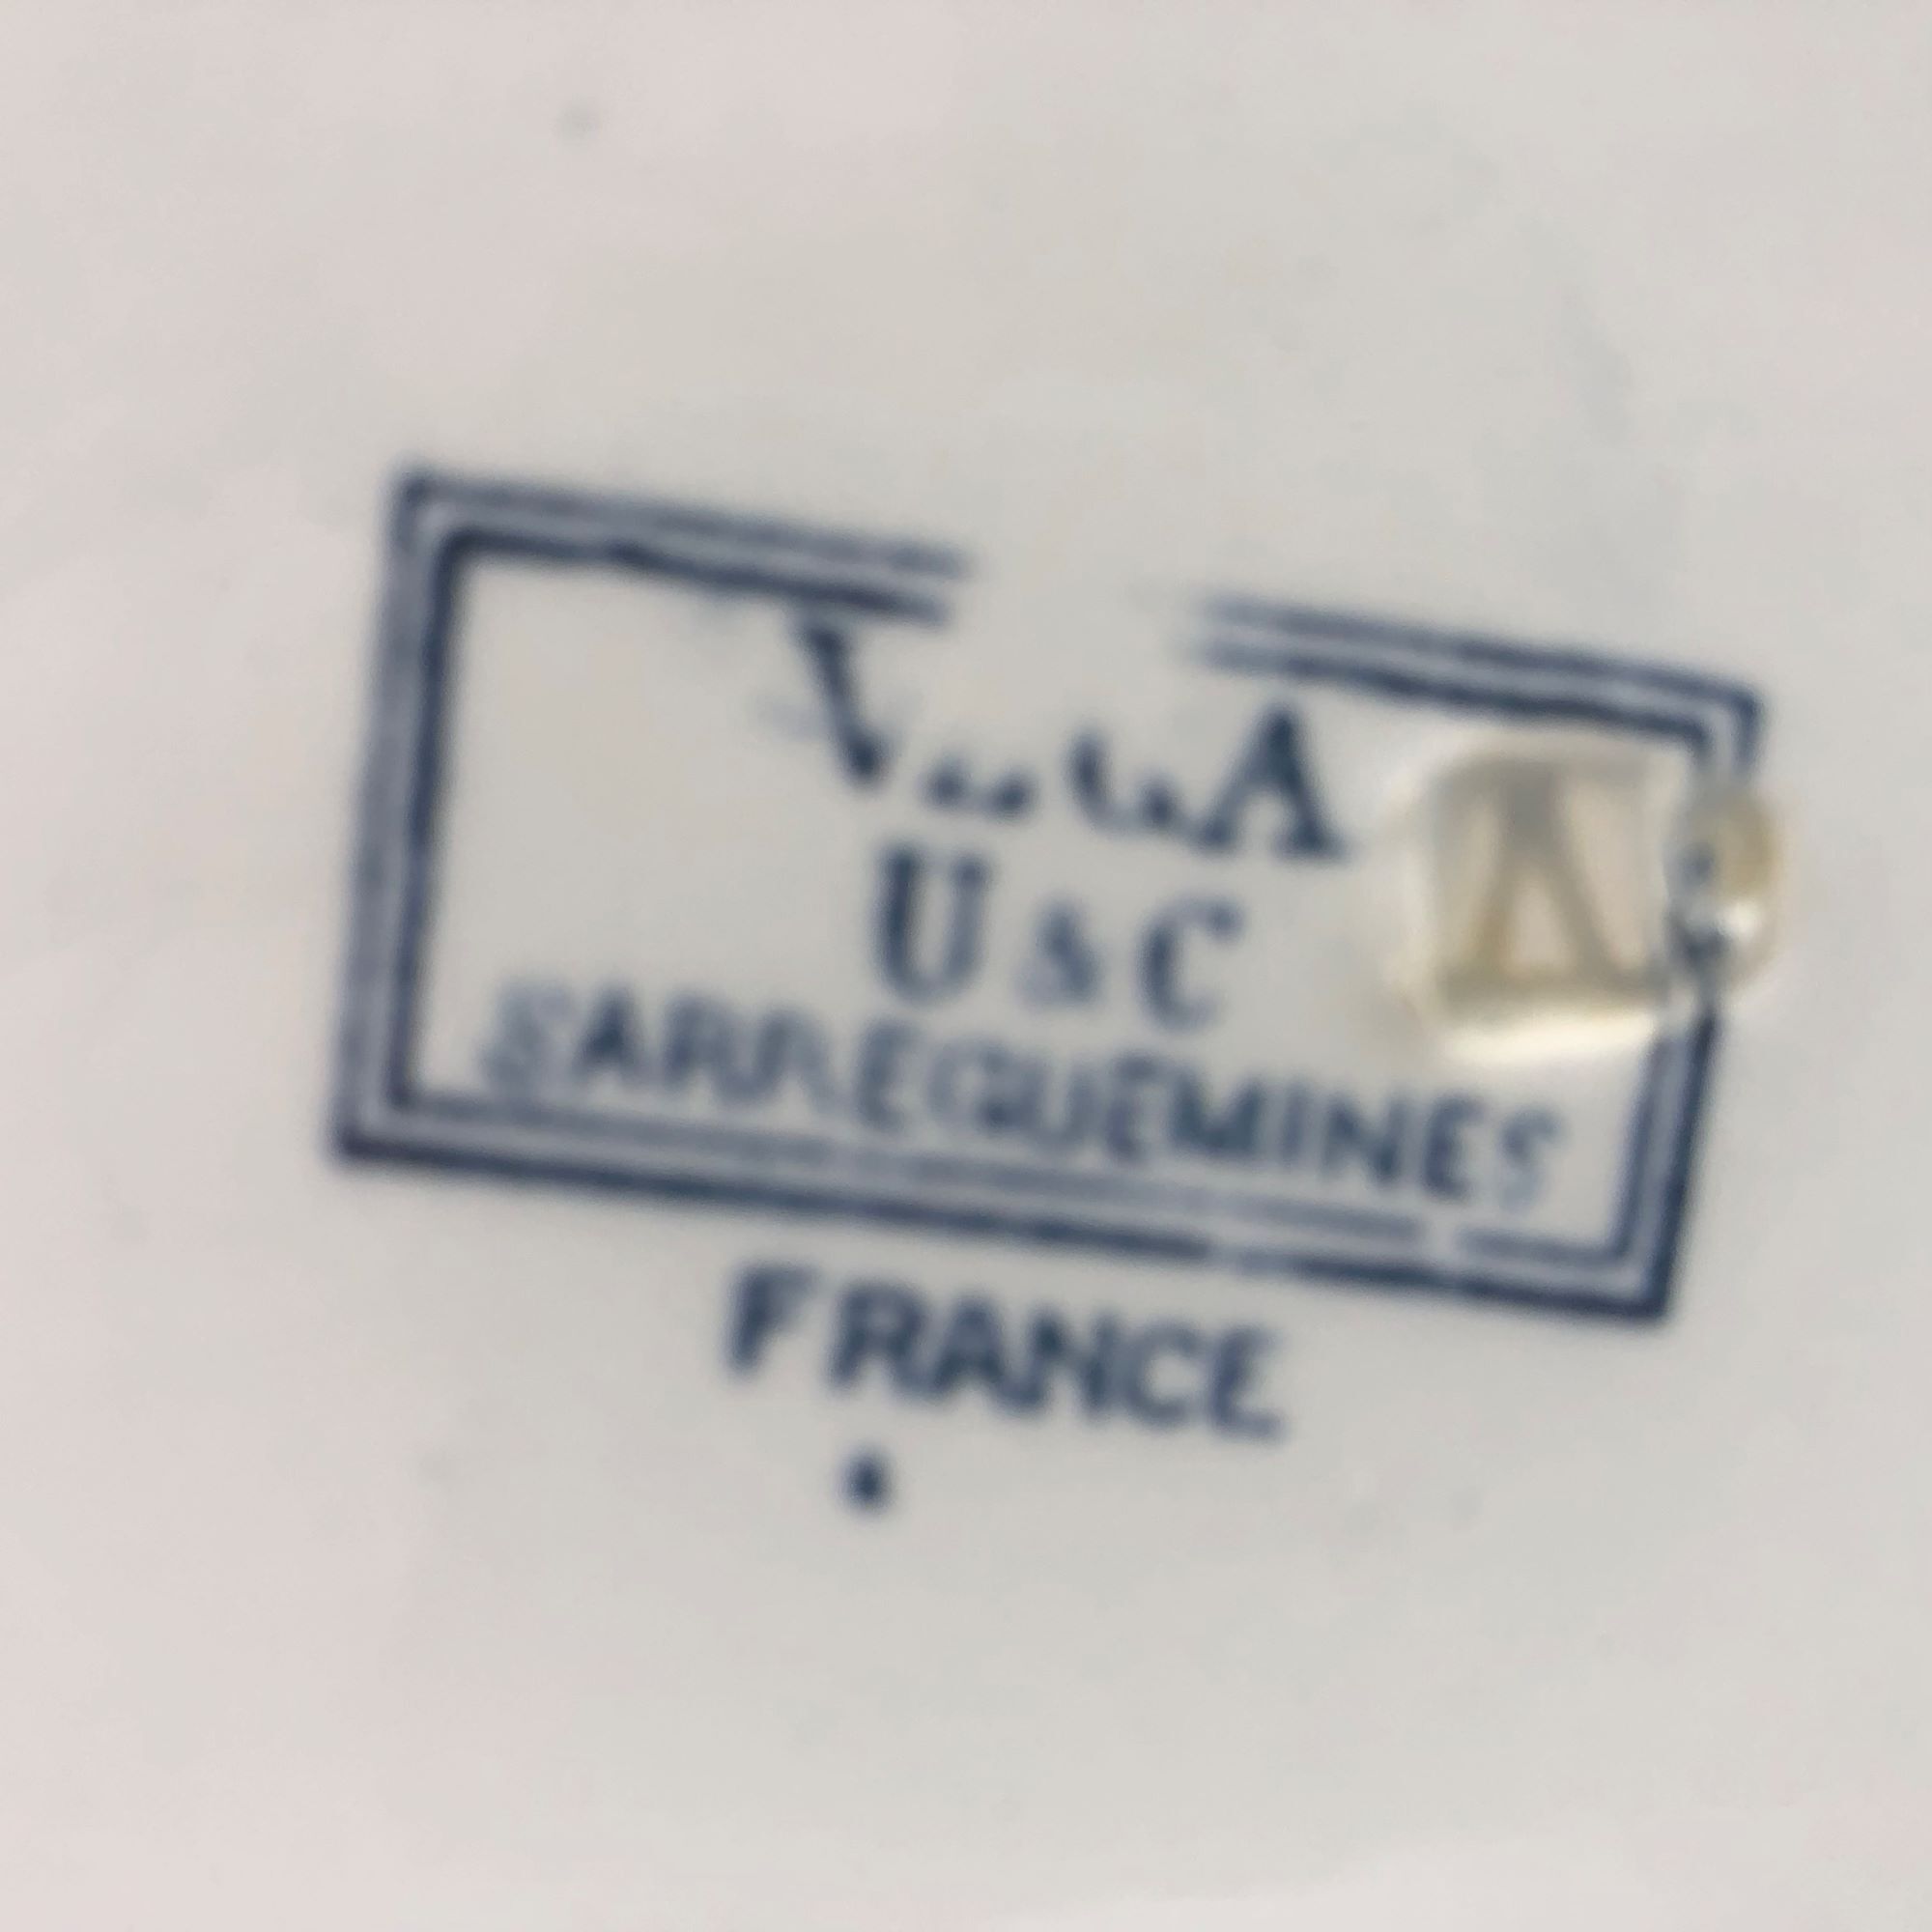 U & C
SARREGUEMINES
FRANCE